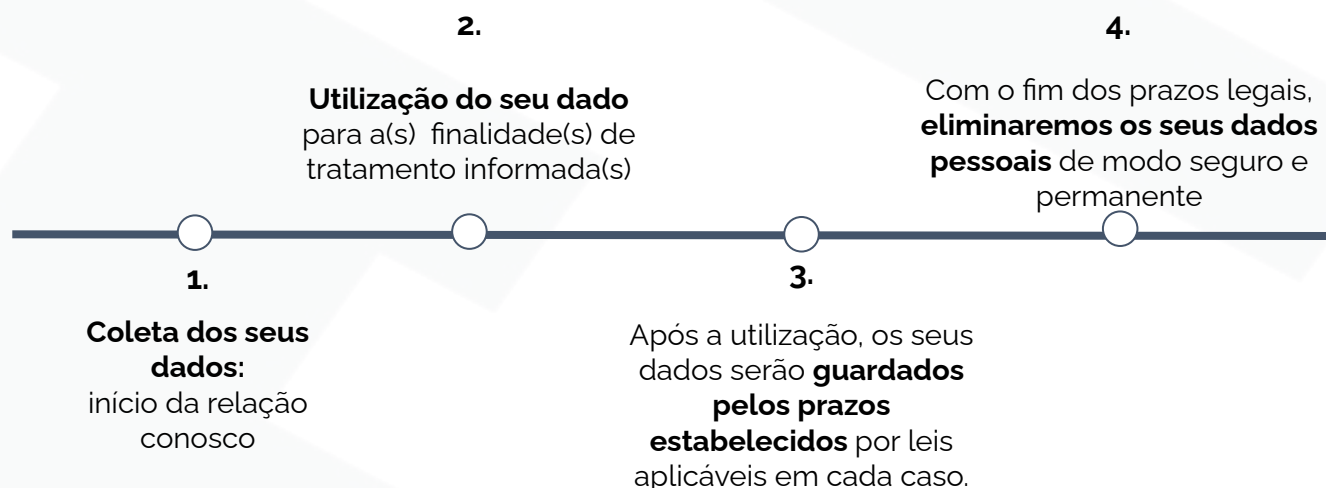 1.
Coleta dos seus
dados:
início da relação
conosco
2.
Utilização do seu dado
para a(s) finalidade(s) de
tratamento informada(s)
3.
Após a utilização, os seus
dados serão guardados
pelos prazos
estabelecidos por leis
aplicáveis em cada caso.
4.
Com o fim dos prazos legais,
eliminaremos os seus dados
pessoais de modo seguro e
permanente